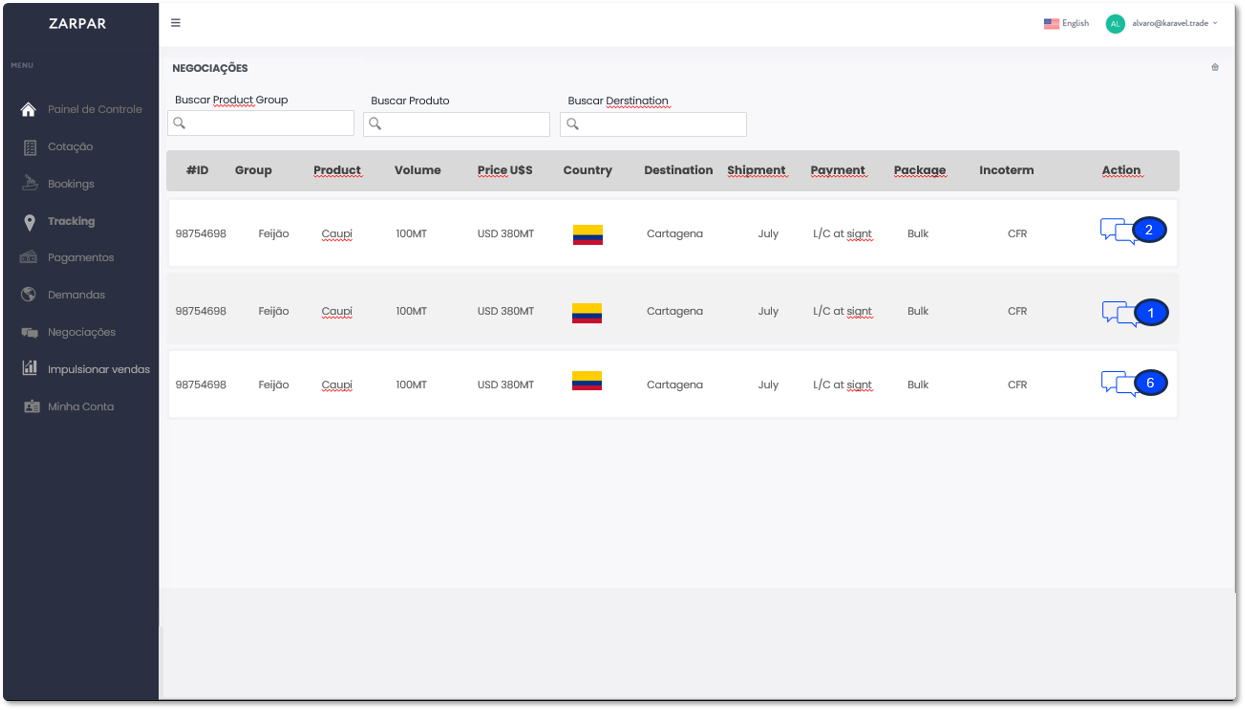 ZARPAR
English
AL
alvaro@karavel.trade
MENU
Painel de Controle
Cotação
Bookings
Tracking
Pagamentos
Demandas
Negociações
Impulsionar vendas
Minha Conta
NEGOCIAÇÕES
Buscar Product Group
Buscar Produto
Buscar Derstination
#ID Group Product Volume Price U$S Country Destination Shipment Payment Package Incoterm Action
98754698 Feijão Caupi 100MT USD 380MT Cartagena July L/C at signt Bulk CFR 2
98754698 Feijão Caupi 100MT USD 380MT Cartagena July L/C at signt Bulk CFR 1
98754698 Feijão Caupi 100MT USD 380MT Cartagena July L/C at signt Bulk CFR 6